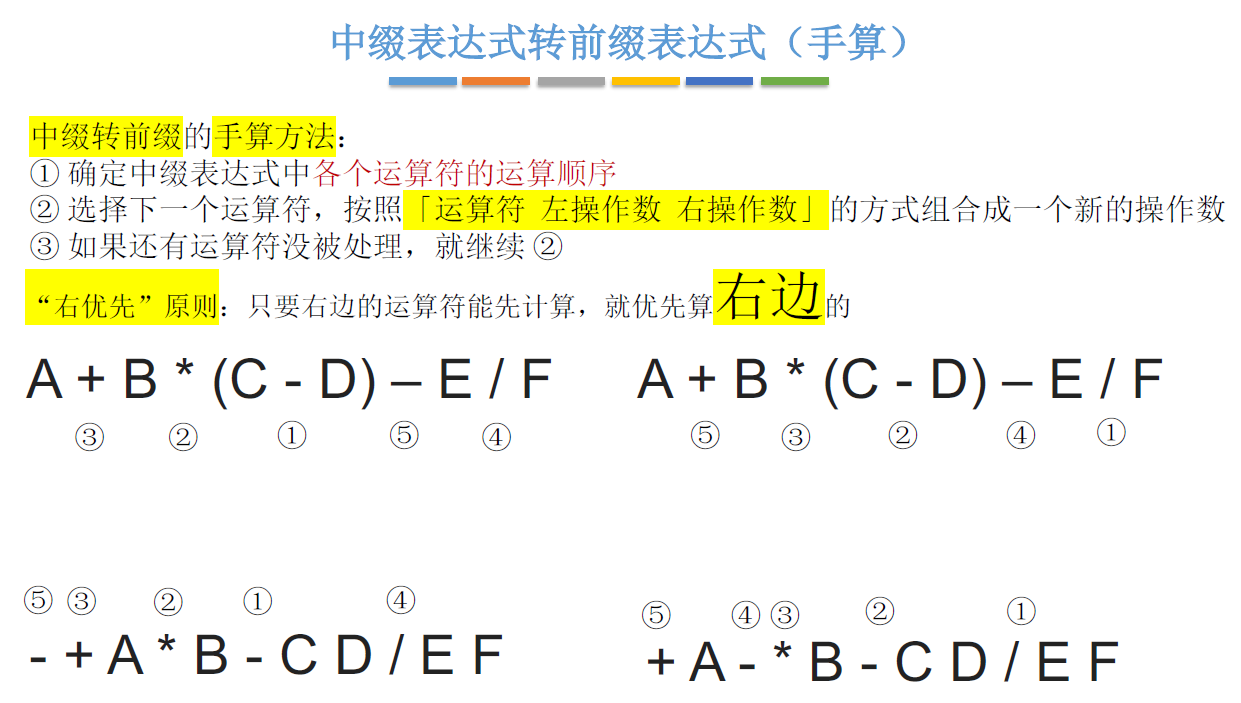 中缀表达式转前缀表达式（手算）
中缀转前缀的手算方法：
① 确定中缀表达式中各个运算符的运算顺序
② 选择下一个运算符，按照「运算符 左操作数 右操作数」的方式组合成一个新的操作数
③ 如果还有运算符没被处理，就继续 ②
“右优先”原则：只要右边的运算符能先计算，就优先算右边的
A + B * (C - D) – E / F
③ ② ① ⑤ ④
A + B * (C - D) – E / F
⑤ ③ ② ④ ①
⑤ ③ ② ① ④
- + A * B - C D / E F
⑤ ④ ③ ② ①
+ A - * B - C D / E F